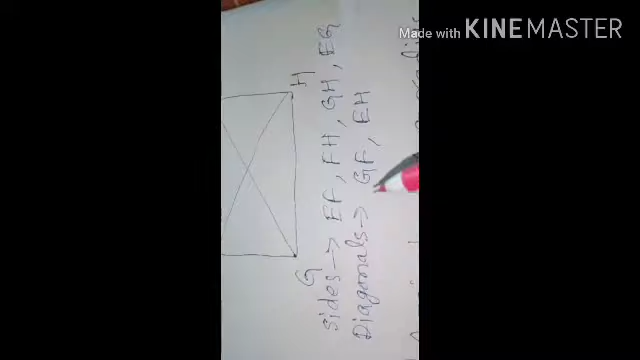 Made with KINEMASTER
H
G
Sides → EF, FH, GH, EG
Diagonals → GF, EH